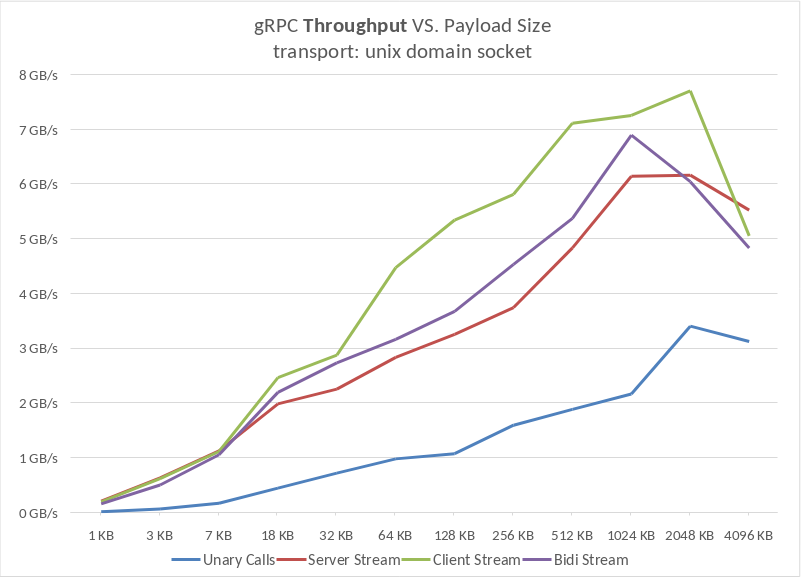 gRPC Throughput VS. Payload Size
transport: unix domain socket
8 GB/s
7 GB/s
6 GB/s
5 GB/s
4 GB/s
3 GB/s
2 GB/s
1 GB/s
0 GB/s
1 KB 3 KB 7 KB 18 KB 32 KB 64 KB 128 KB 256 KB 512 KB 1024 KB 2048 KB 4096 KB
Unary Calls Server Stream Client Stream Bidi Stream